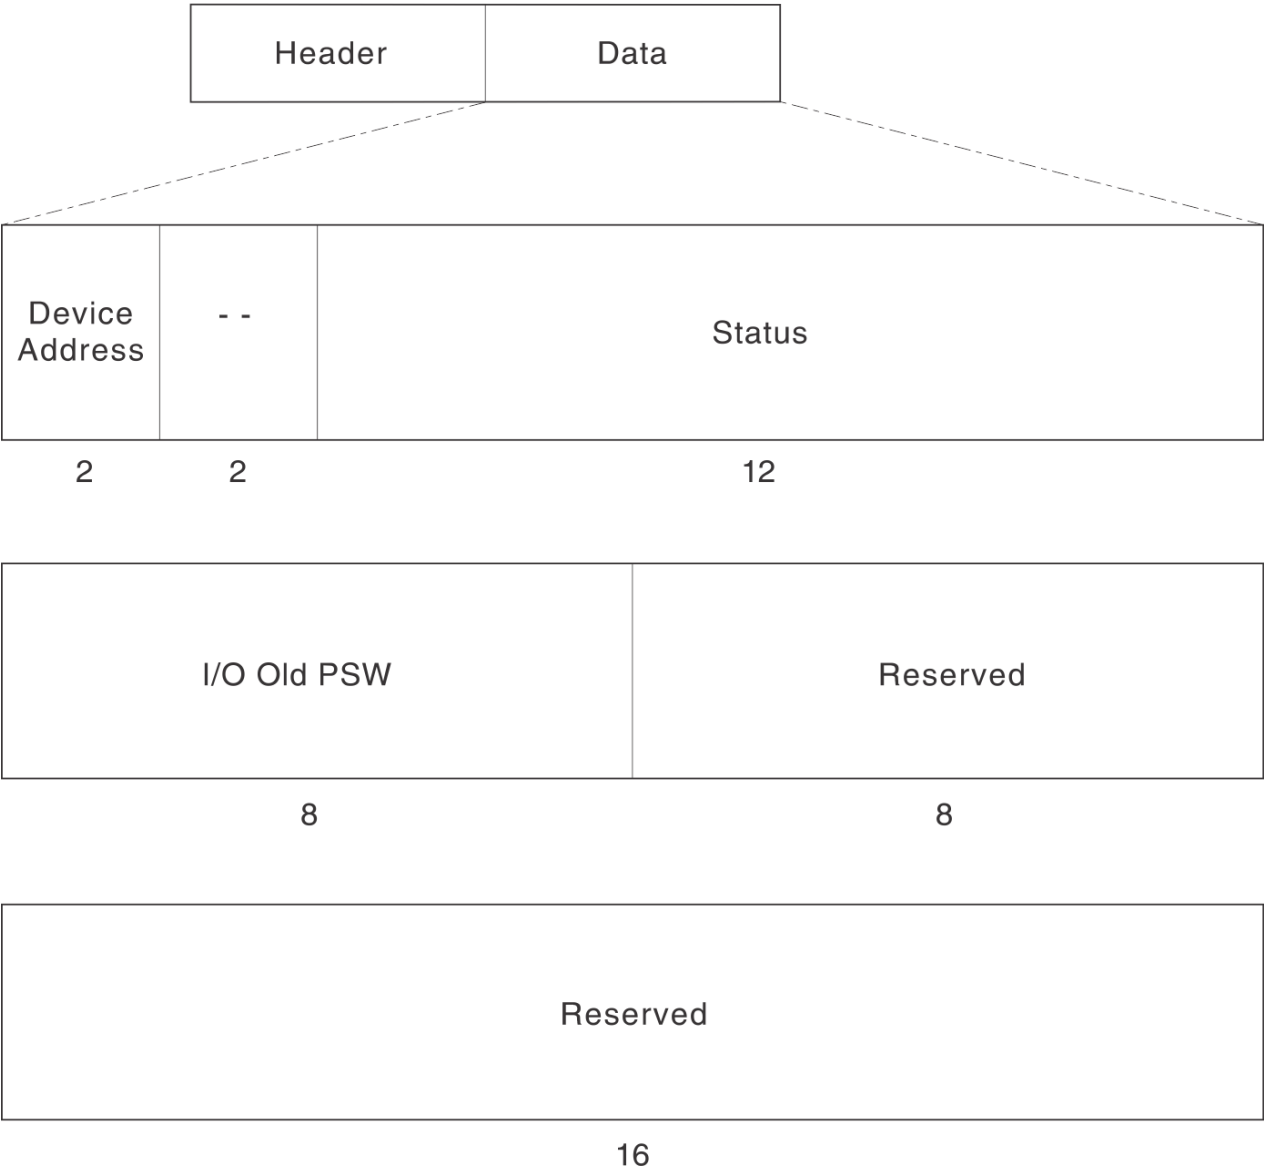 Header Data
Device
Address
- -
Status
2 2 12
I/O Old PSW Reserved
8 8
Reserved
16